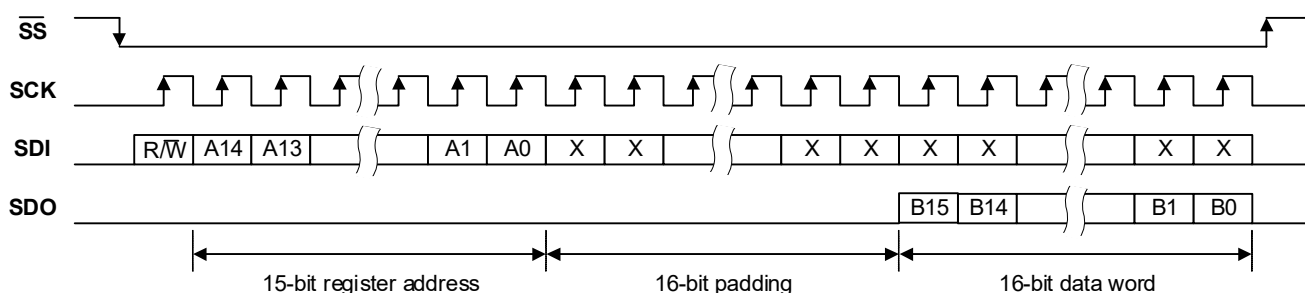 SS
SCK
SDI R/W A14 A13 A1 A0 X X X X X X X X
SDO B15 B14 B1 B0
15-bit register address 16-bit padding 16-bit data word